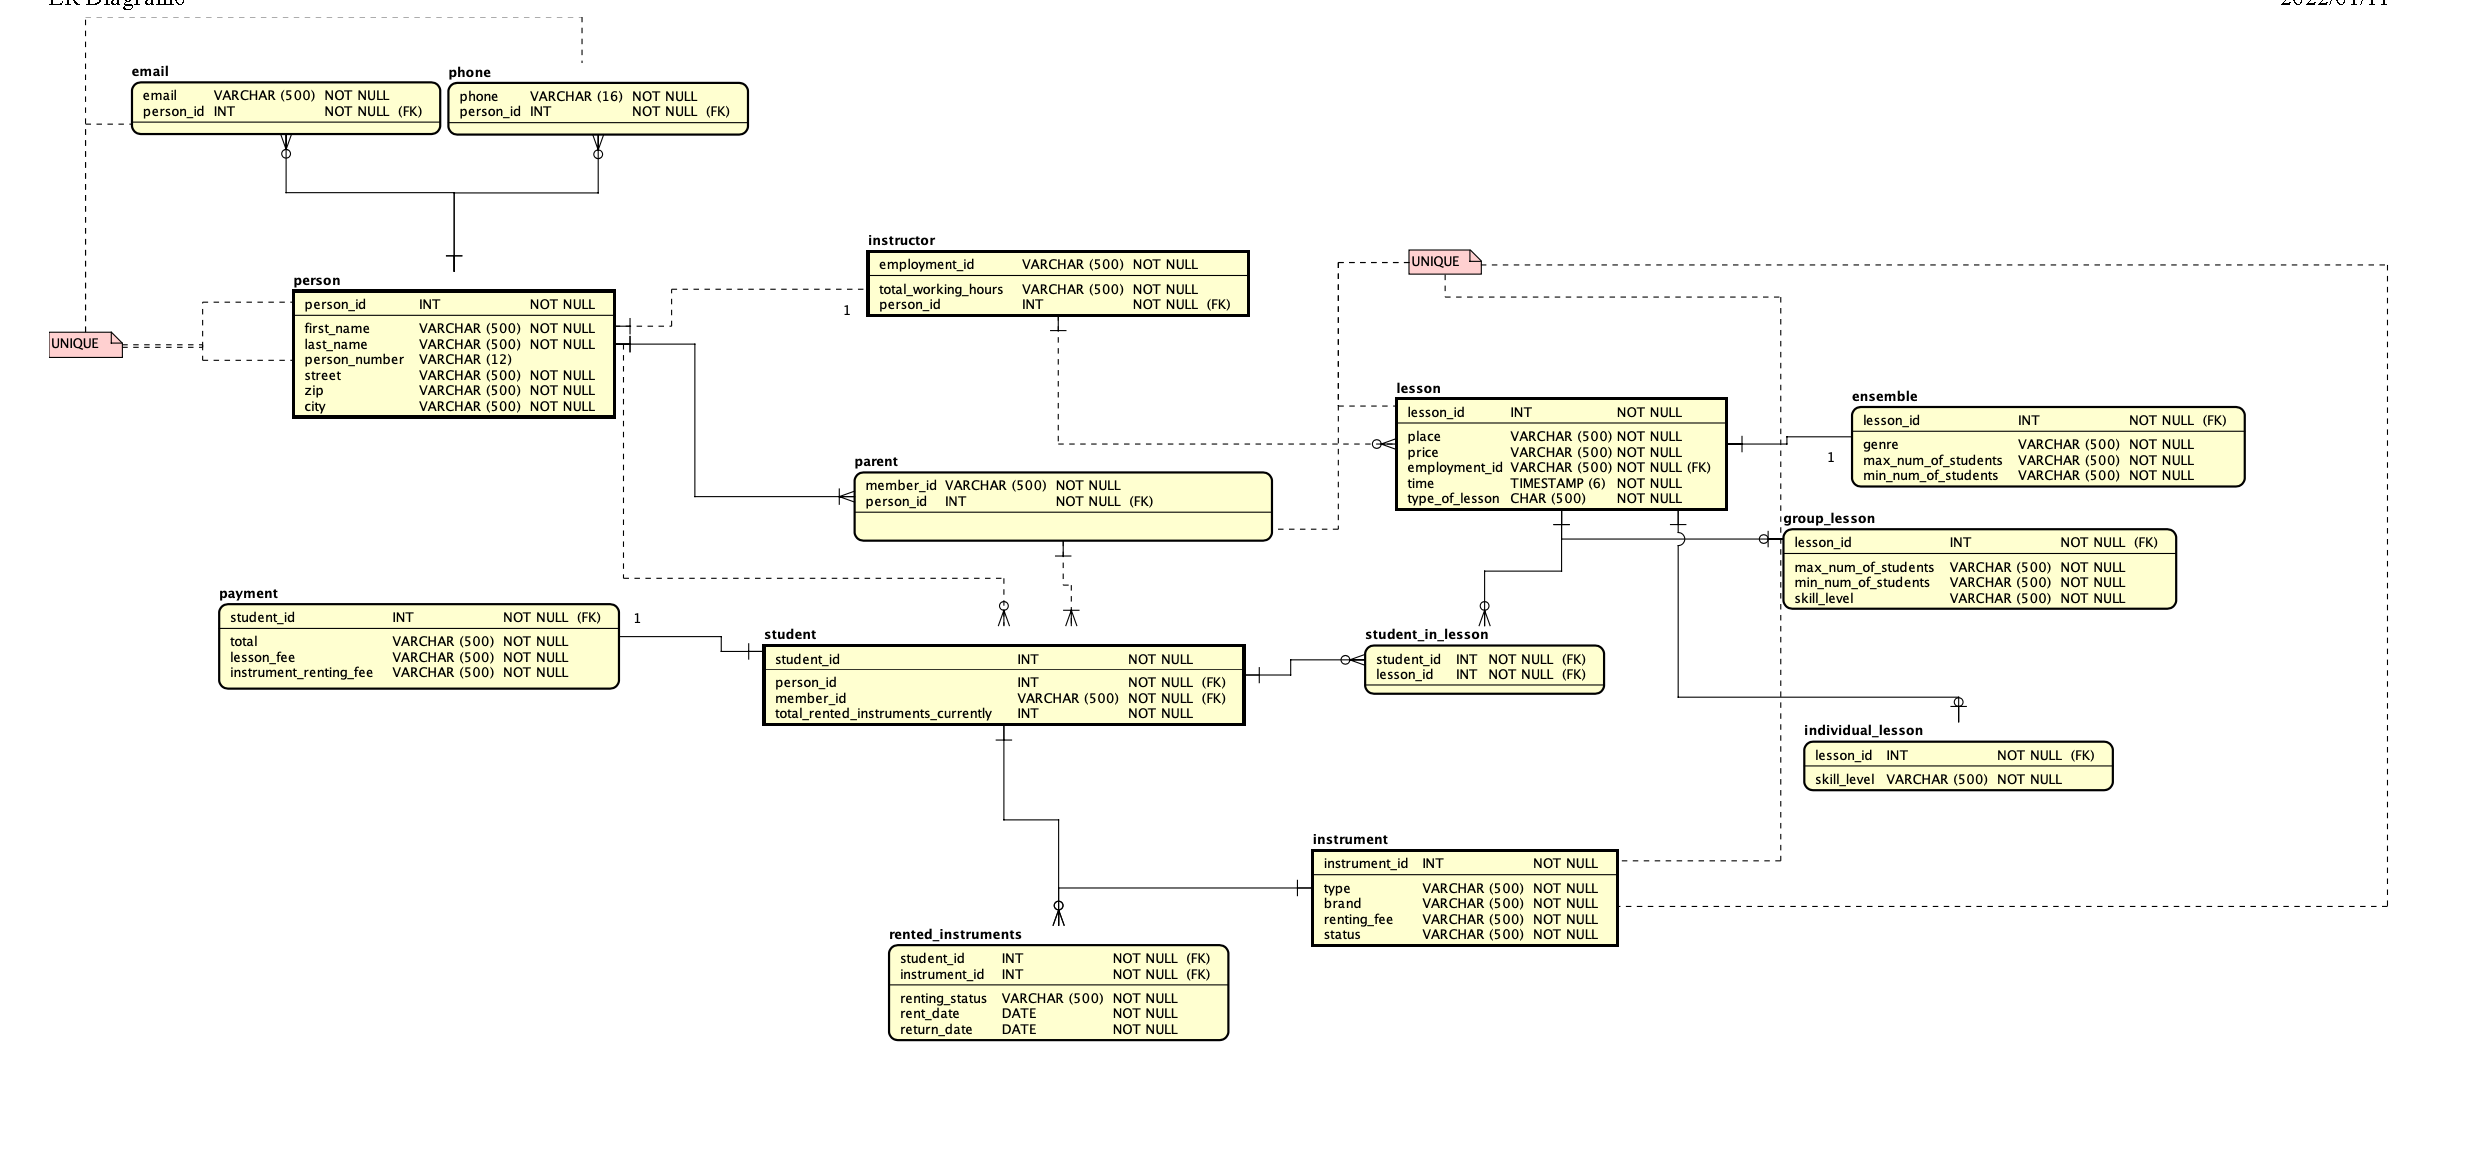 ER Diagram0
2022/01/11
email
email VARCHAR (500) NOT NULL
person_id INT NOT NULL (FK)
phone
phone VARCHAR (16) NOT NULL
person_id INT NOT NULL (FK)
instructor
employment_id VARCHAR (500) NOT NULL
total_working_hours VARCHAR (500) NOT NULL
person_id INT NOT NULL (FK)
1
UNIQUE
person
person_id INT NOT NULL
first_name VARCHAR (500) NOT NULL
last_name VARCHAR (500) NOT NULL
person_number VARCHAR (12)
street VARCHAR (500) NOT NULL
zip VARCHAR (500) NOT NULL
city VARCHAR (500) NOT NULL
UNIQUE
lesson
lesson_id INT NOT NULL
place VARCHAR (500) NOT NULL
price VARCHAR (500) NOT NULL
employment_id VARCHAR (500) NOT NULL (FK)
time TIMESTAMP (6) NOT NULL
type_of_lesson CHAR (500) NOT NULL
ensemble
lesson_id INT NOT NULL (FK)
genre VARCHAR (500) NOT NULL
max_num_of_students VARCHAR (500) NOT NULL
min_num_of_students VARCHAR (500) NOT NULL
1
parent
member_id VARCHAR (500) NOT NULL
person_id INT NOT NULL (FK)
group_lesson
lesson_id INT NOT NULL (FK)
max_num_of_students VARCHAR (500) NOT NULL
min_num_of_students VARCHAR (500) NOT NULL
skill_level VARCHAR (500) NOT NULL
payment
student_id INT NOT NULL (FK)
total VARCHAR (500) NOT NULL
lesson_fee VARCHAR (500) NOT NULL
instrument_renting_fee VARCHAR (500) NOT NULL
1
student
student_id INT NOT NULL
person_id INT NOT NULL (FK)
member_id VARCHAR (500) NOT NULL (FK)
total_rented_instruments_currently INT NOT NULL
student_in_lesson
student_id INT NOT NULL (FK)
lesson_id INT NOT NULL (FK)
individual_lesson
lesson_id INT NOT NULL (FK)
skill_level VARCHAR (500) NOT NULL
instrument
instrument_id INT NOT NULL
type VARCHAR (500) NOT NULL
brand VARCHAR (500) NOT NULL
renting_fee VARCHAR (500) NOT NULL
status VARCHAR (500) NOT NULL
rented_instruments
student_id INT NOT NULL (FK)
instrument_id INT NOT NULL (FK)
renting_status VARCHAR (500) NOT NULL
rent_date DATE NOT NULL
return_date DATE NOT NULL